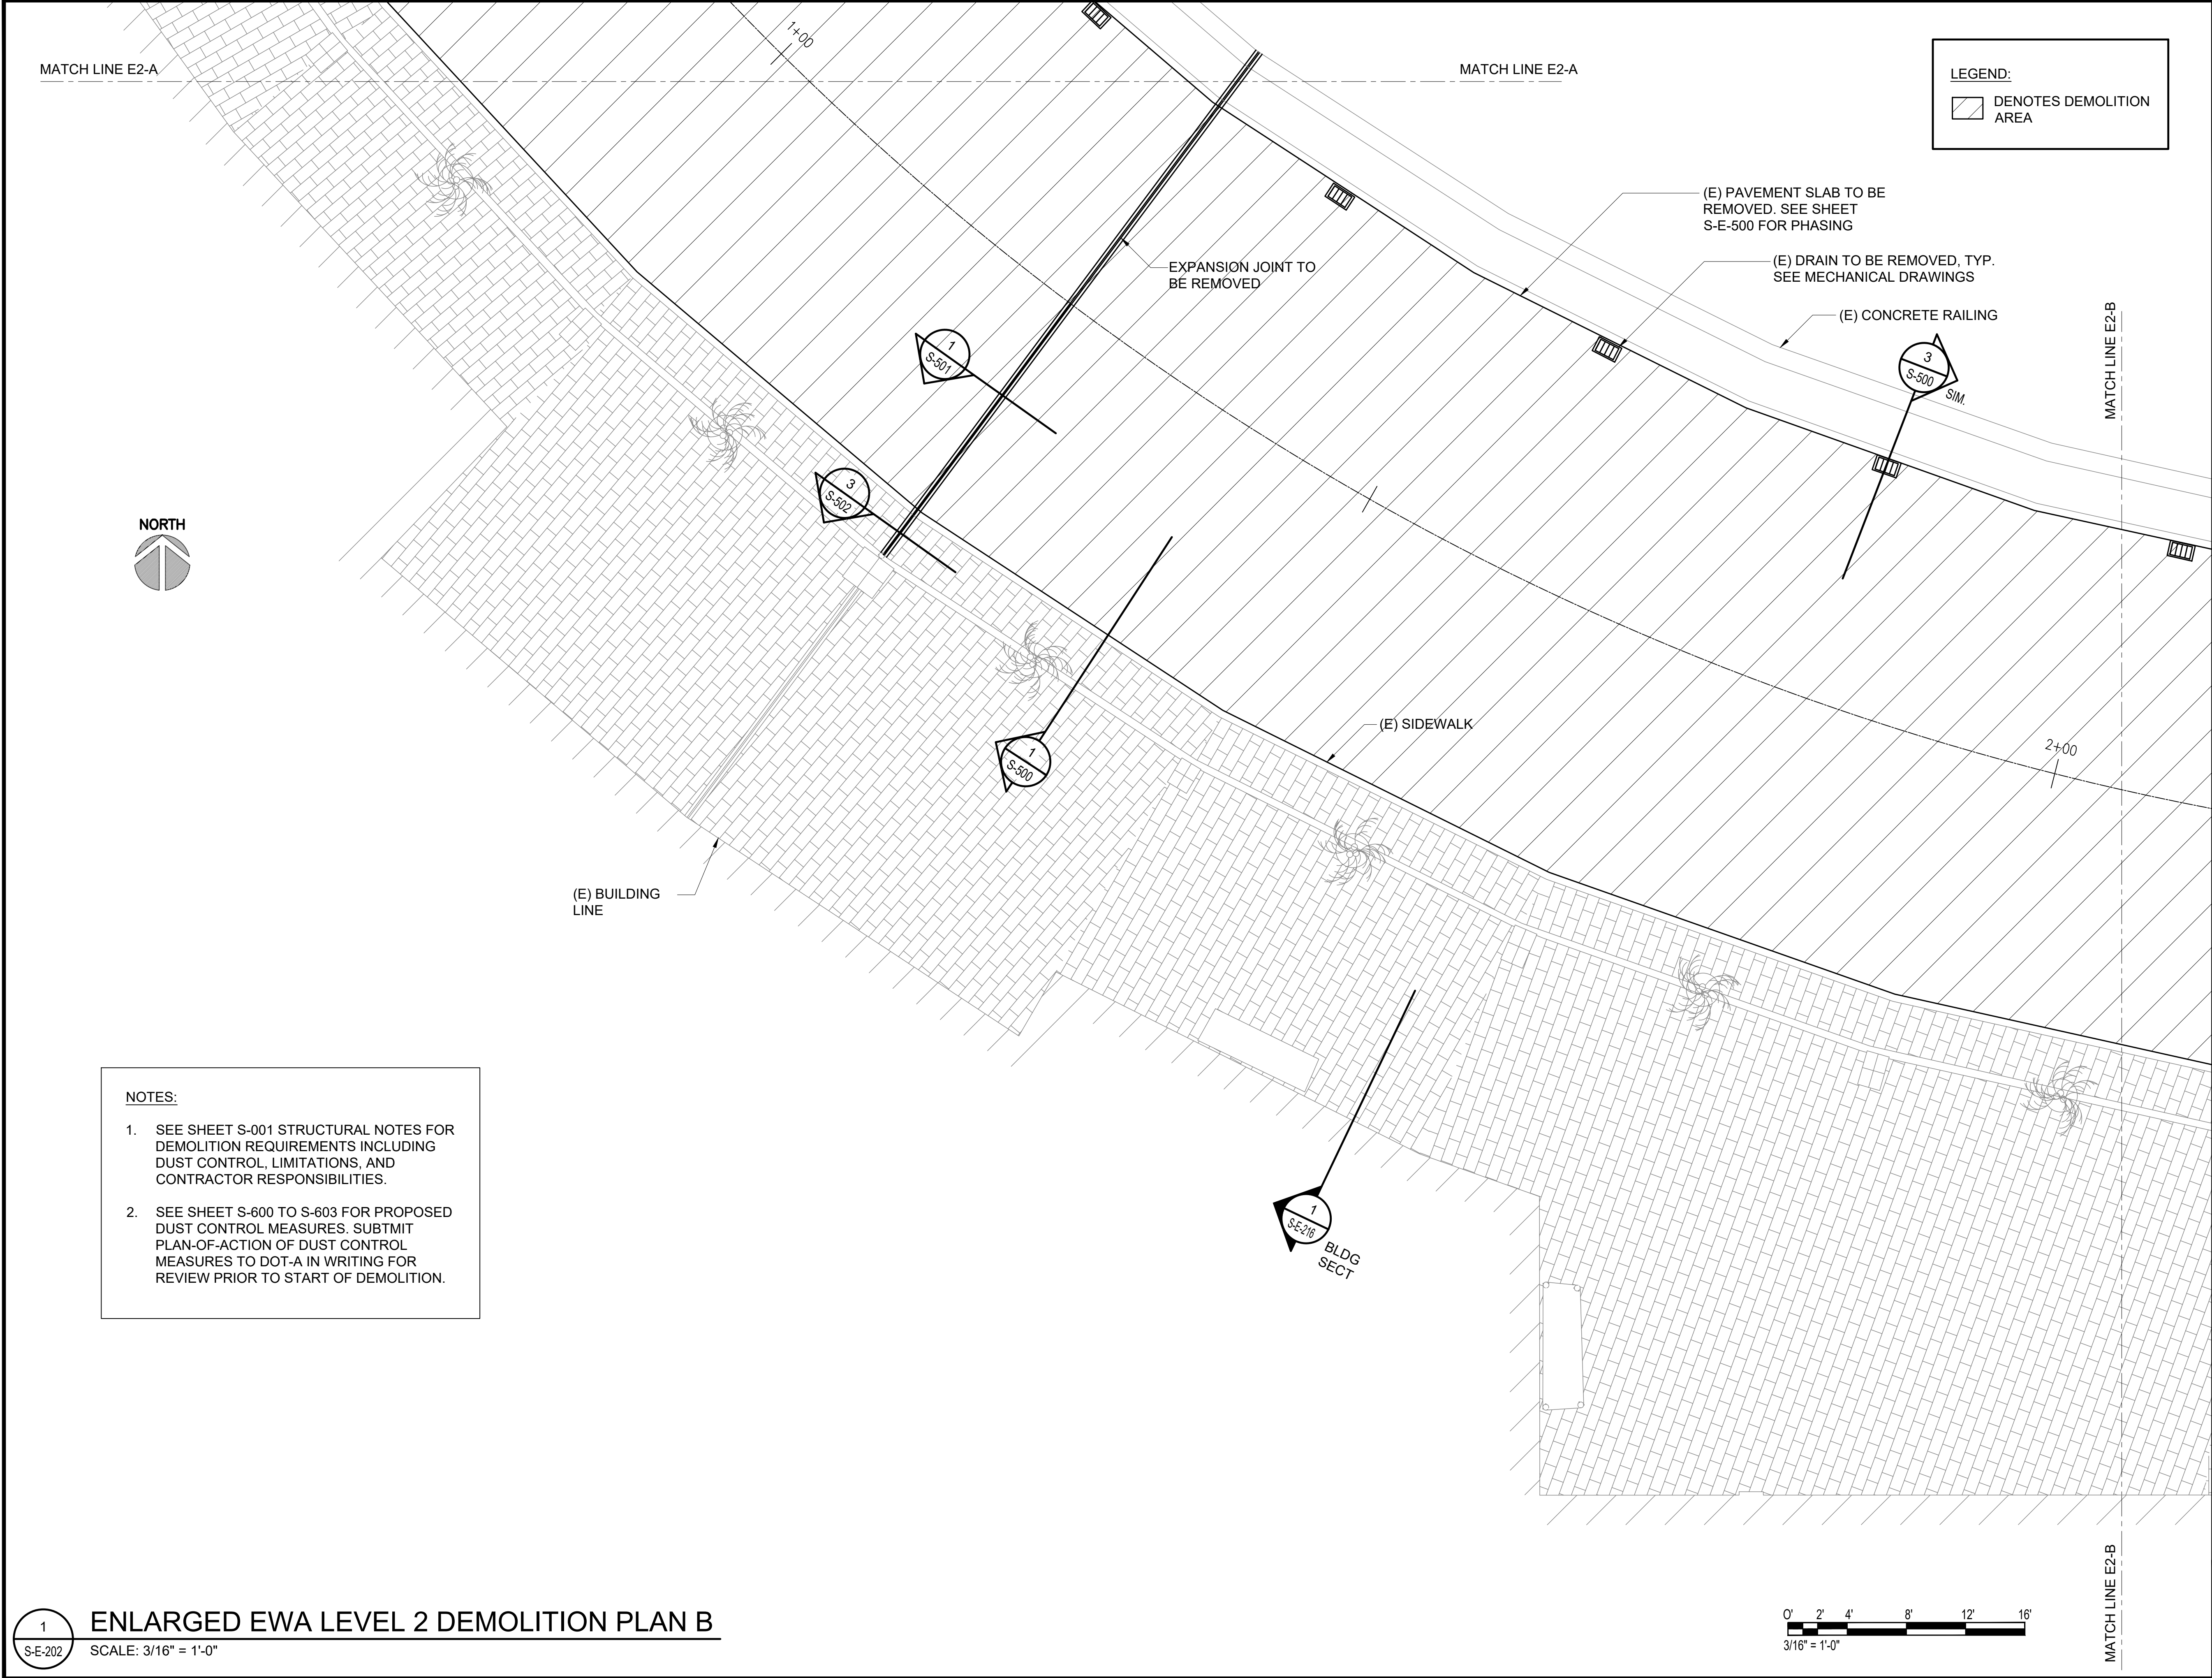 1+00
MATCH LINE E2-A
MATCH LINE E2-A
LEGEND:
DENOTES DEMOLITION
AREA
(E) PAVEMENT SLAB TO BE
REMOVED. SEE SHEET
S-E-500 FOR PHASING
(E) DRAIN TO BE REMOVED, TYP.
SEE MECHANICAL DRAWINGS
(E) CONCRETE RAILING
EXPANSION JOINT TO
BE REMOVED
MATCH LINE E2-B
1
S-501
3
S-500
SIM.
3
S-502
NORTH
1
S-500
(E) SIDEWALK
2+00
(E) BUILDING
LINE
1
S-E-216
BLDG
SECT
NOTES:
1. SEE SHEET S-001 STRUCTURAL NOTES FOR
DEMOLITION REQUIREMENTS INCLUDING
DUST CONTROL, LIMITATIONS, AND
CONTRACTOR RESPONSIBILITIES.
2. SEE SHEET S-600 TO S-603 FOR PROPOSED
DUST CONTROL MEASURES. SUBTMIT
PLAN-OF-ACTION OF DUST CONTROL
MEASURES TO DOT-A IN WRITING FOR
REVIEW PRIOR TO START OF DEMOLITION.
1
S-E-202
ENLARGED EWA LEVEL 2 DEMOLITION PLAN B
SCALE: 3/16" = 1'-0"
O' 2' 4' 8' 12' 16'
3/16" = 1'-0"
MATCH LINE E2-B